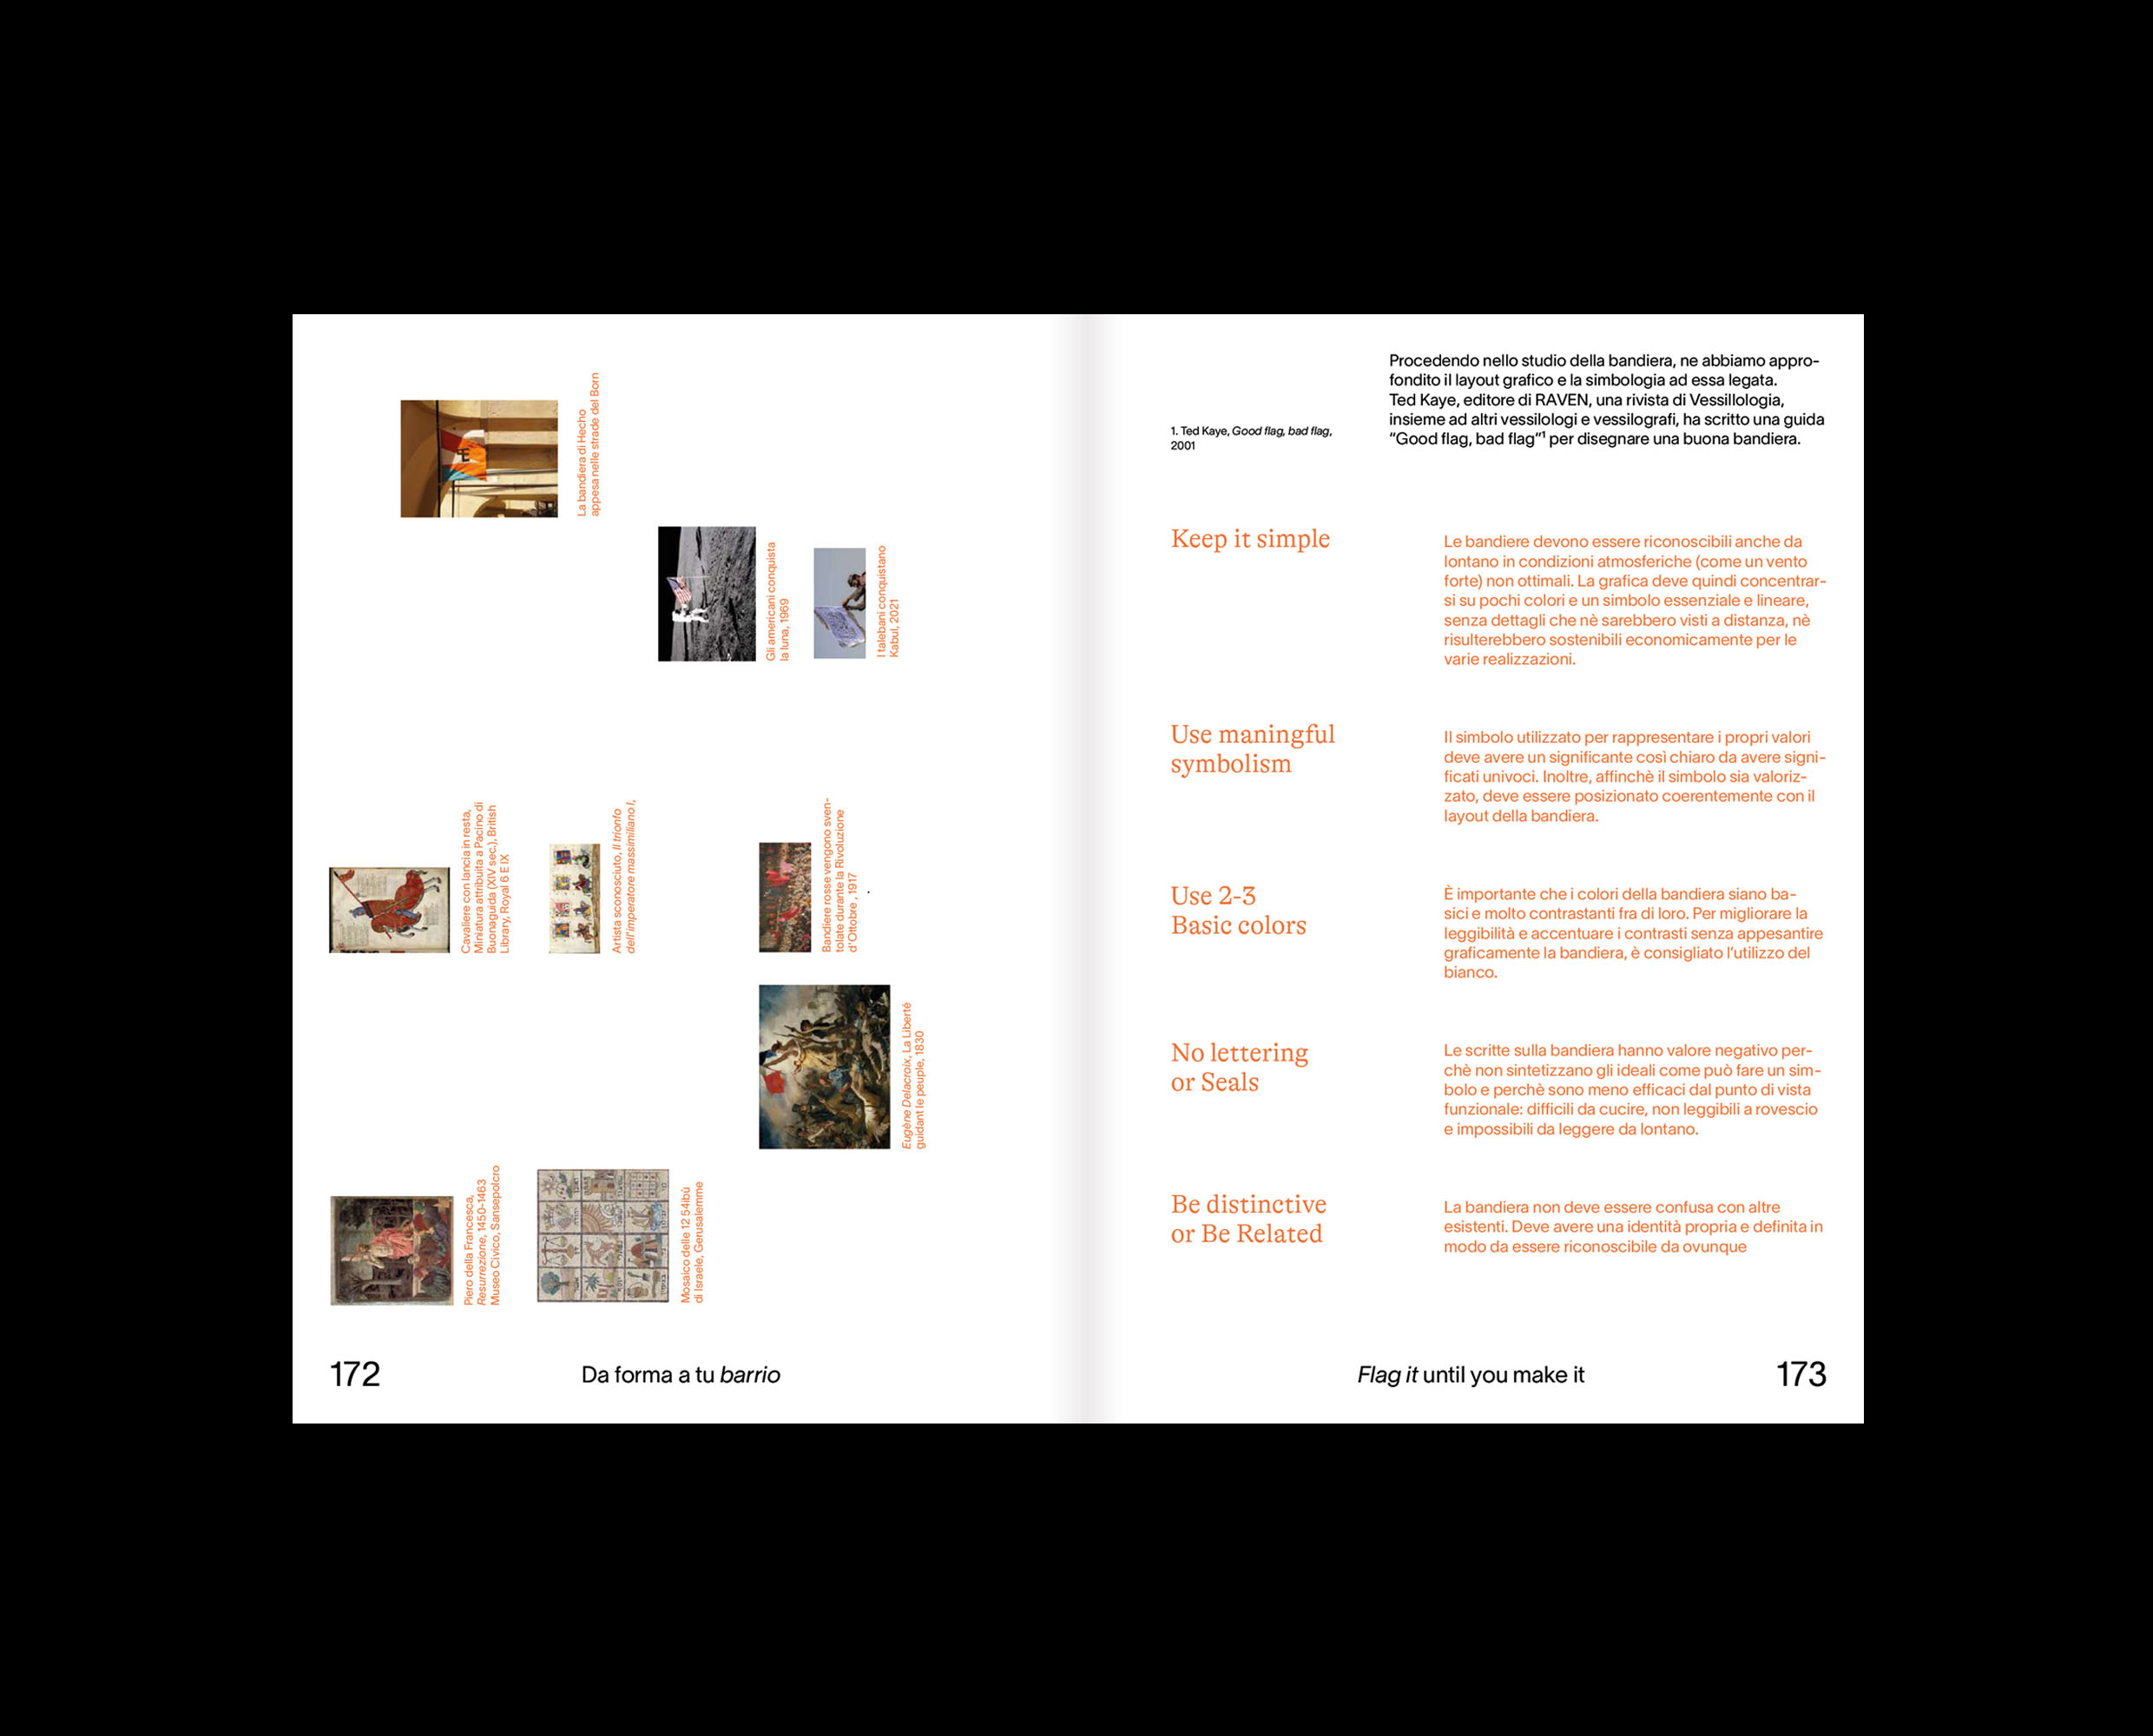 La bandiera di Hecho
appesa nelle strade del Born
Gli americani conquista
la luna, 1969
I talebani conquistano
Kabul, 2021
Cavaliere con lancia in resta,
Miniatura attribuita a Pacino di
Buonaguida (XIV sec.), British
Library, Royal 6 E IX
Artista sconosciuto, Il trionfo
dell'imperatore massimiliano I,
Bandiere rosse vengono sven-
tolate durante la Rivoluzione
d'Ottobre , 1917
Eugène Delacroix, La Liberté
guidant le peuple, 1830
Piero della Francesca,
Resurrezione, 1450-1463
Museo Civico, Sansepolcro
Mosaico delle 12 54ibù
di Israele, Gerusalemme
172
Da forma a tu barrio
Procedendo nello studio della bandiera, ne abbiamo appro-
fondito il layout grafico e la simbologia ad essa legata.
Ted Kaye, editore di RAVEN, una rivista di Vessillologia,
insieme ad altri vessilologi e vessilografi, ha scritto una guida
"Good flag, bad flag"¹ per disegnare una buona bandiera.
1. Ted Kaye, Good flag, bad flag,
2001
Keep it simple
Le bandiere devono essere riconoscibili anche da
lontano in condizioni atmosferiche (come un vento
forte) non ottimali. La grafica deve quindi concentrar-
si su pochi colori e un simbolo essenziale e lineare,
senza dettagli che nè sarebbero visti a distanza, nè
risulterebbero sostenibili economicamente per le
varie realizzazioni.
Use maningful
symbolism
Il simbolo utilizzato per rappresentare i propri valori
deve avere un significante così chiaro da avere signi-
ficati univoci. Inoltre, affinchè il simbolo sia valoriz-
zato, deve essere posizionato coerentemente con il
layout della bandiera.
Use 2-3
Basic colors
È importante che i colori della bandiera siano ba-
sici e molto contrastanti fra di loro. Per migliorare la
leggibilità e accentuare i contrasti senza appesantire
graficamente la bandiera, è consigliato l'utilizzo del
bianco.
No lettering
or Seals
Le scritte sulla bandiera hanno valore negativo per-
chè non sintetizzano gli ideali come può fare un sim-
bolo e perchè sono meno efficaci dal punto di vista
funzionale: difficili da cucire, non leggibili a rovescio
e impossibili da leggere da lontano.
Be distinctive
or Be Related
La bandiera non deve essere confusa con altre
esistenti. Deve avere una identità propria e definita in
modo da essere riconoscibile da ovunque
Flag it until you make it
173